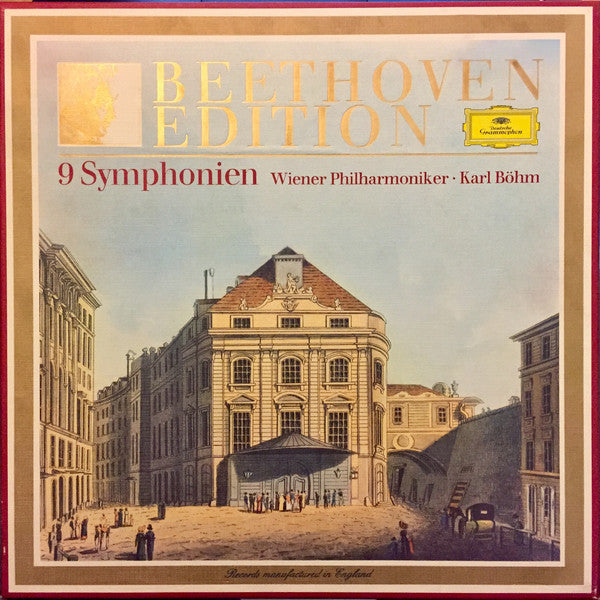 BEETHOVEN
EDITION
Deutsche
Grammophon
9 Symphonien Wiener Philharmoniker · Karl Böhm
Records manufactured in England